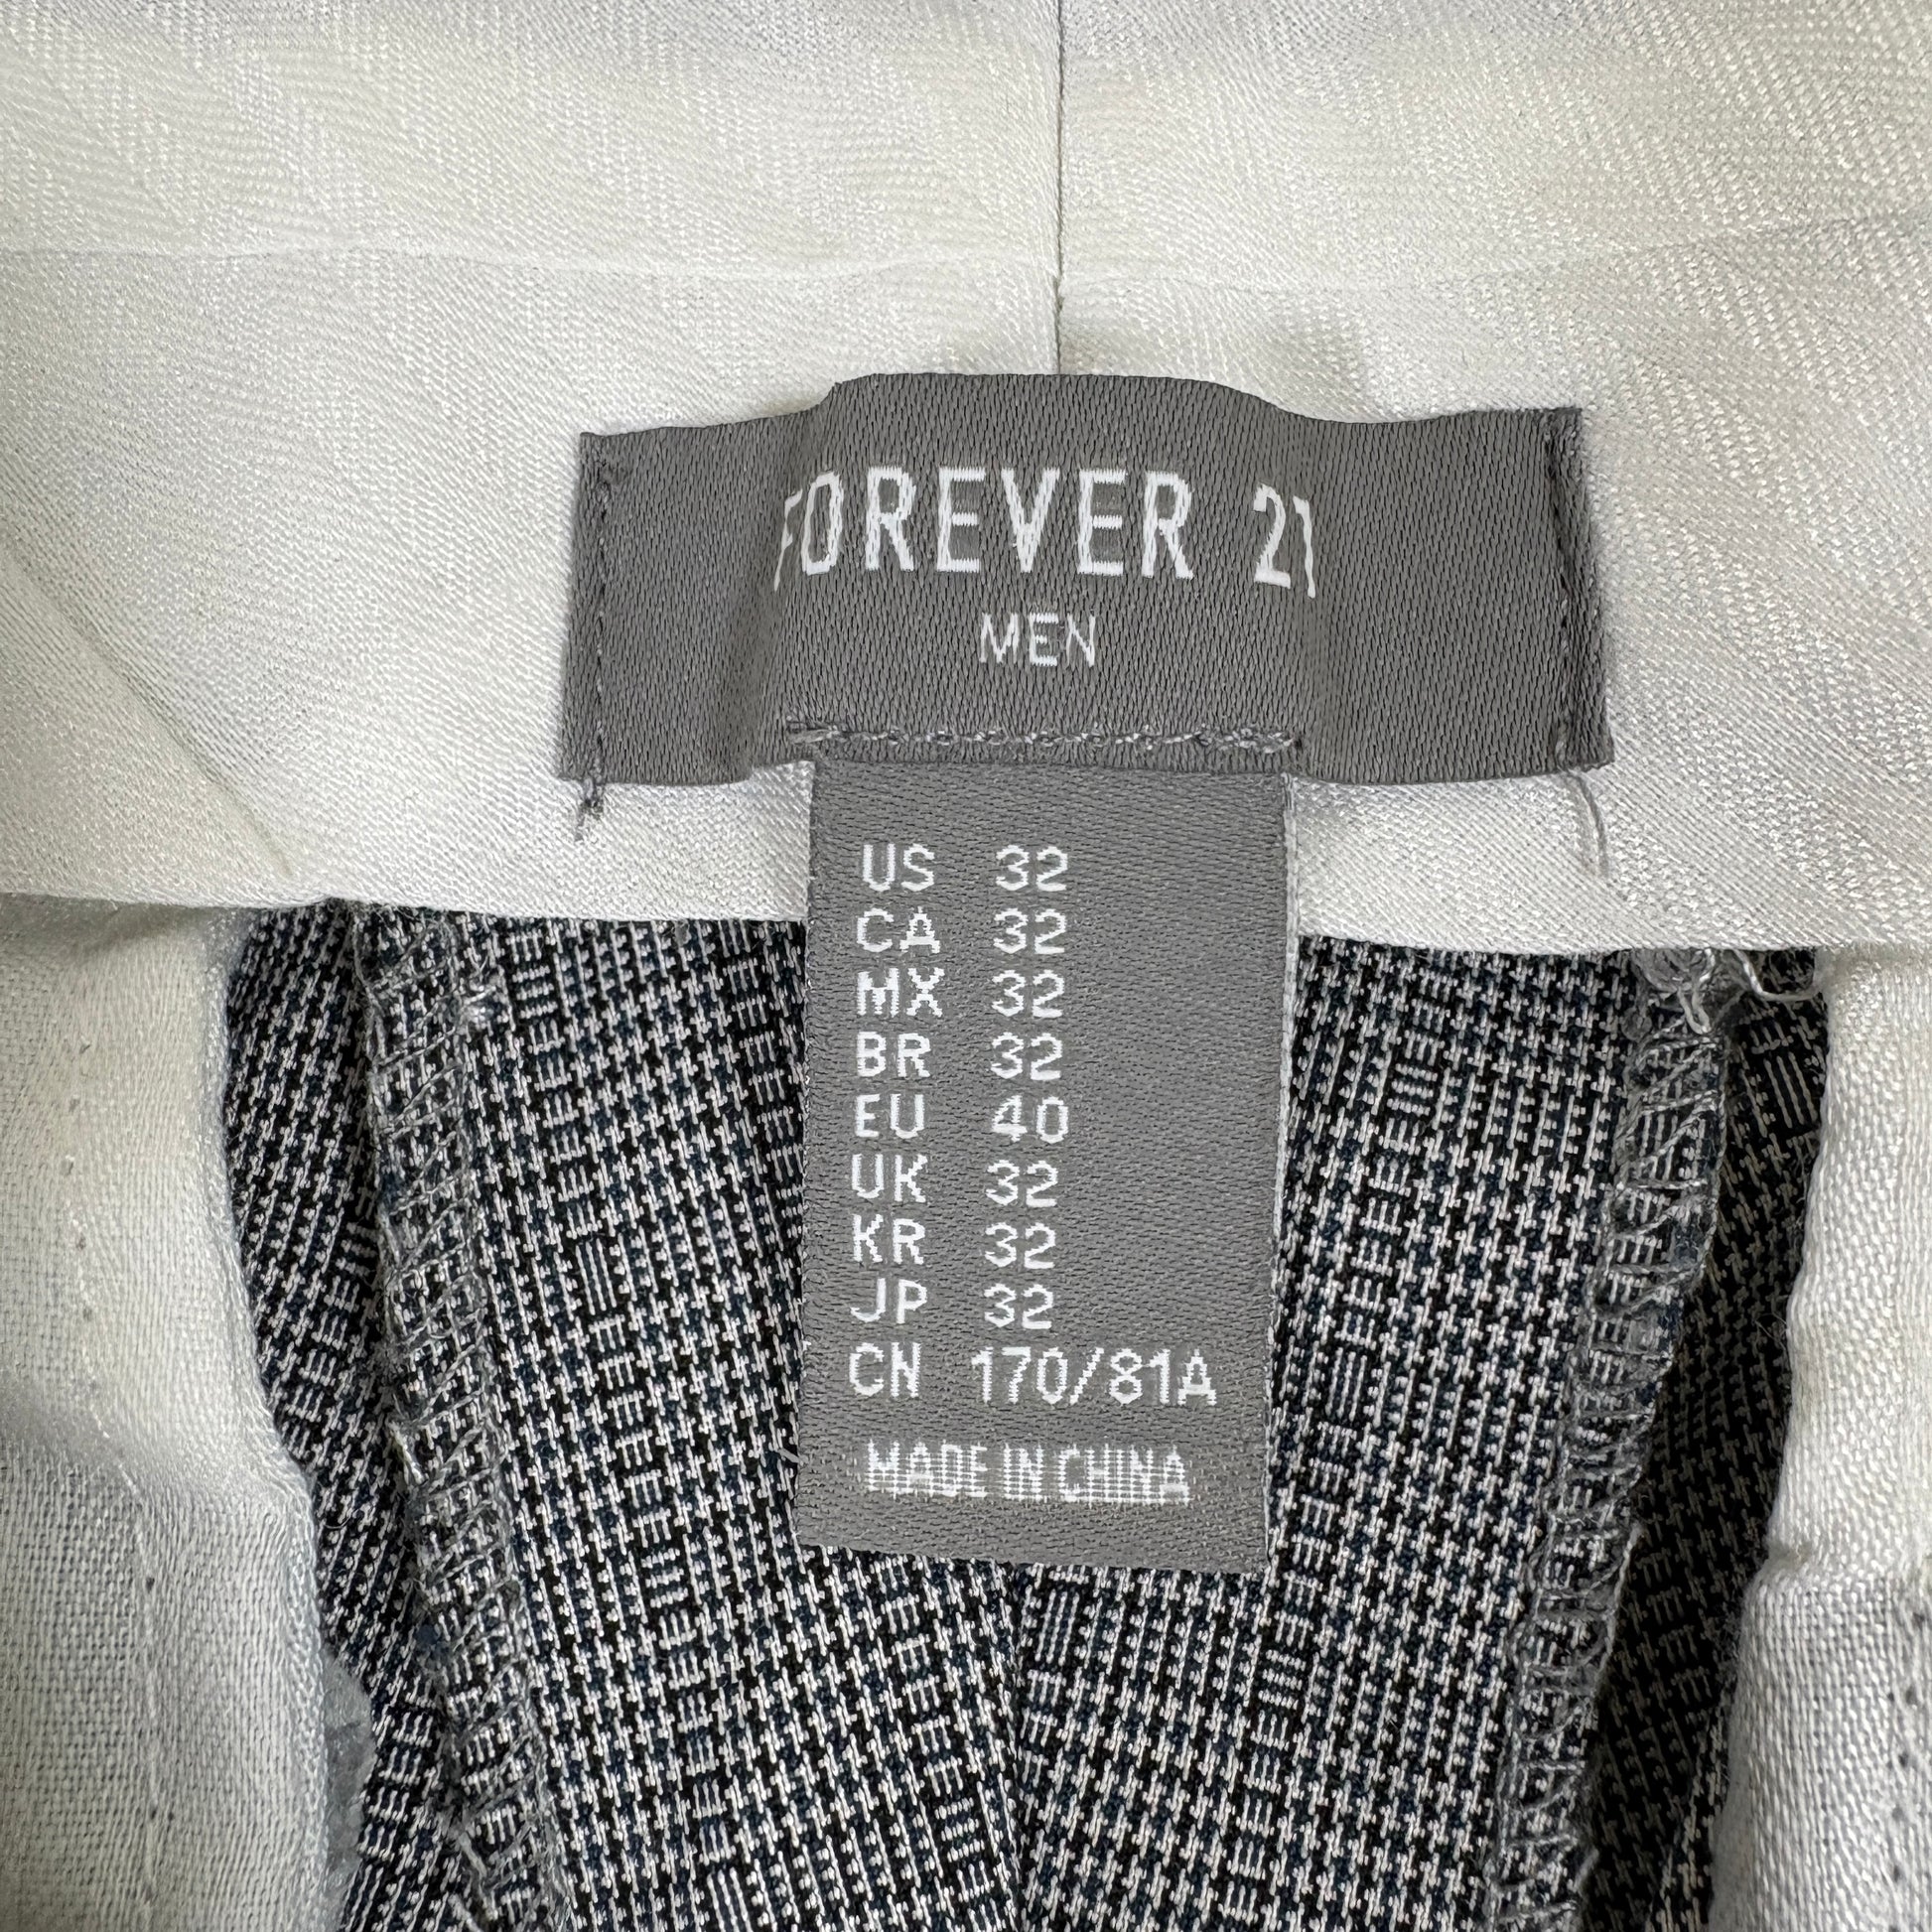 FOREVER 21
MEN
US 32
CA 32
MX 32
BR 32
EU 40
UK 32
KR 32
JP 32
CN 170/81A
MADE IN CHINA